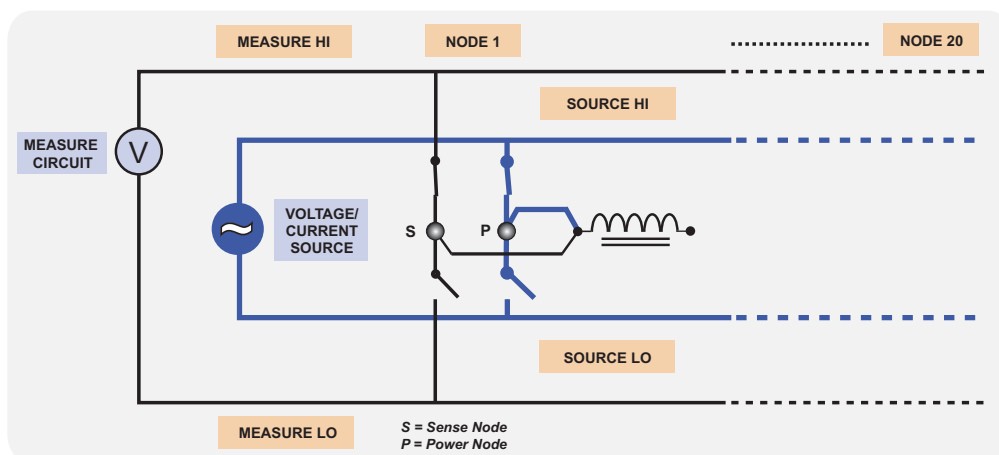 MEASURE HI
NODE 1
NODE 20
SOURCE HI
MEASURE
CIRCUIT
V
VOLTAGE/
CURRENT
SOURCE
S
P
SOURCE LO
MEASURE LO
S = Sense Node
P = Power Node